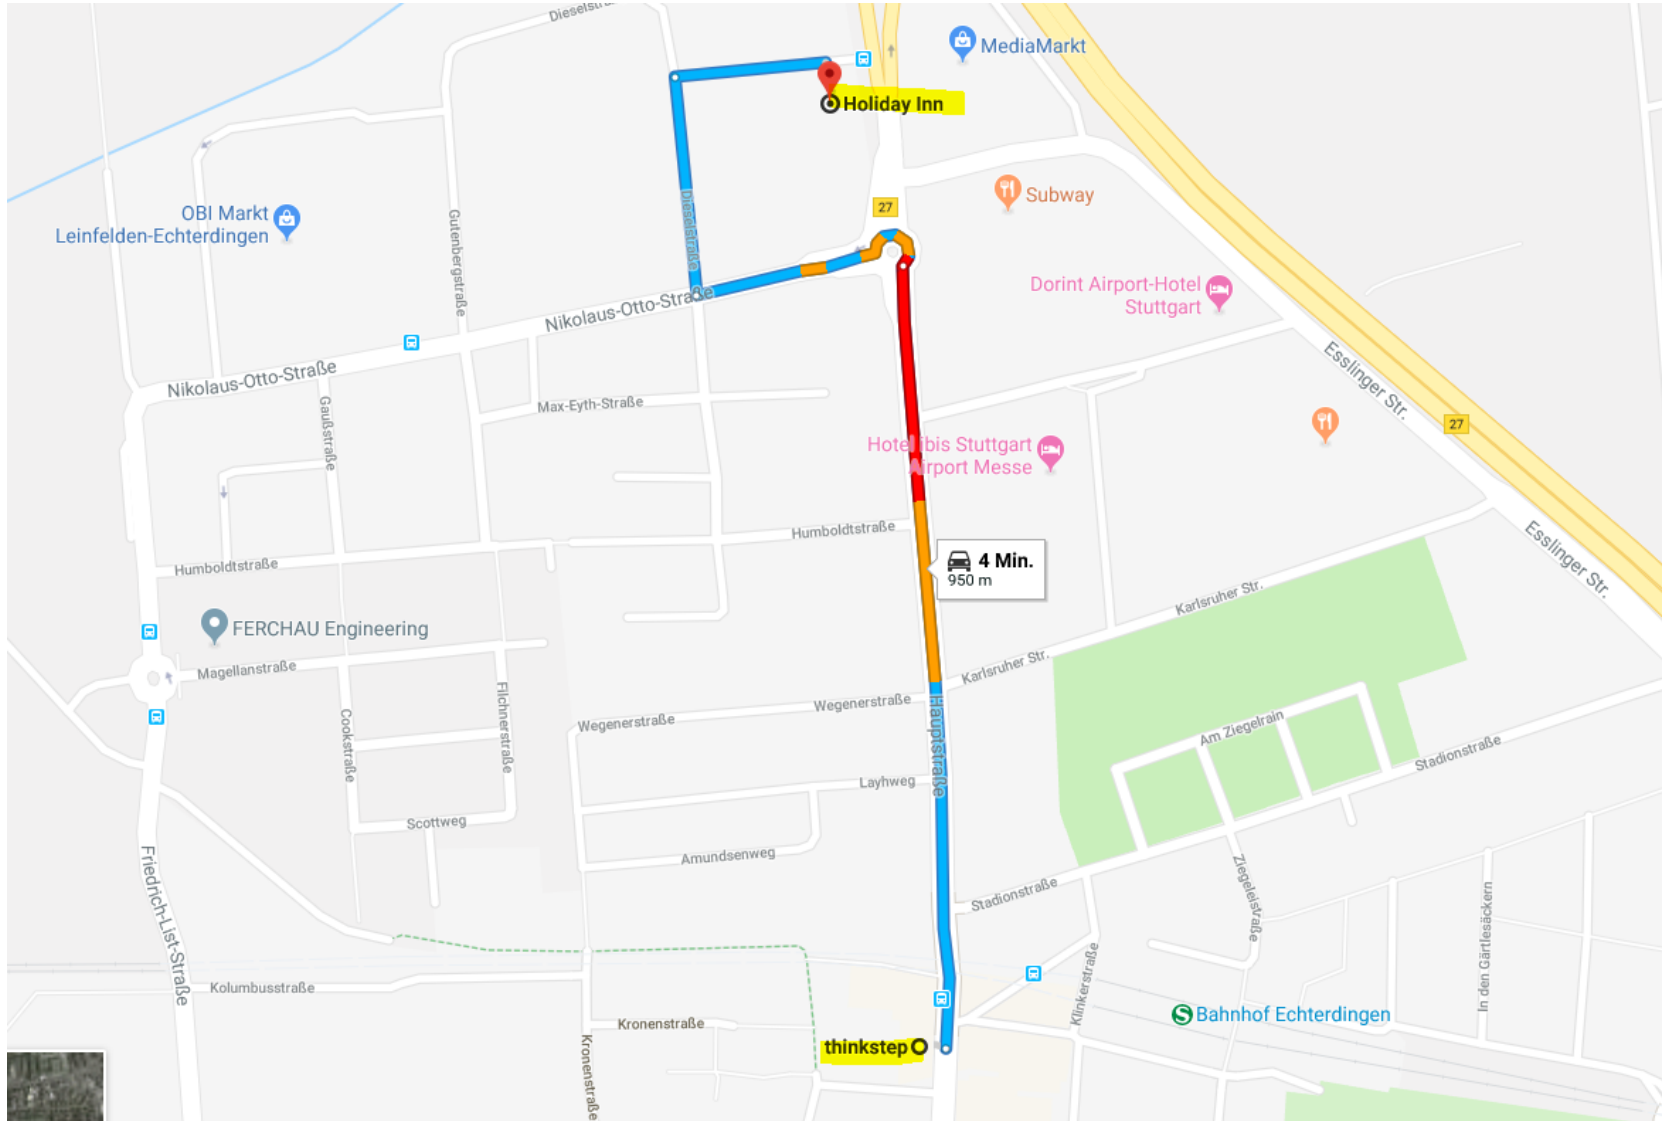 Dieselstra
MediaMarkt
Holiday Inn
Subway
27
OBI Markt
Leinfelden-Echterdingen
Gutenbergstraße
Dieselstraße
Dorint Airport-Hotel
Stuttgart
Nikolaus-Otto-Straße
Nikolaus-Otto-Straße
Esslinger Str.
Max-Eyth-Straße
Gaußstraße
27
Hotel ibis Stuttgart
Airport Messe
Humboldtstraße
Humboldtstraße
4 Min.
950 m
Esslinger Str.
Karlsruher Str.
FERCHAU Engineering
Magellanstraße
Karlsruher Str.
Filchnerstraße
Cookstraße
Wegenerstraße
Wegenerstraße
Hauptstraße
Am Ziegelrain
Stadionstraße
Layhweg
Scottweg
Amundsenweg
Friedrich-List-Straße
Stadionstraße
Ziegeleistraße
In den Gärtlesäckern
Klinkerstraße
Kolumbusstraße
Kronenstraße
S Bahnhof Echterdingen
thinkstep
Kronenstraße